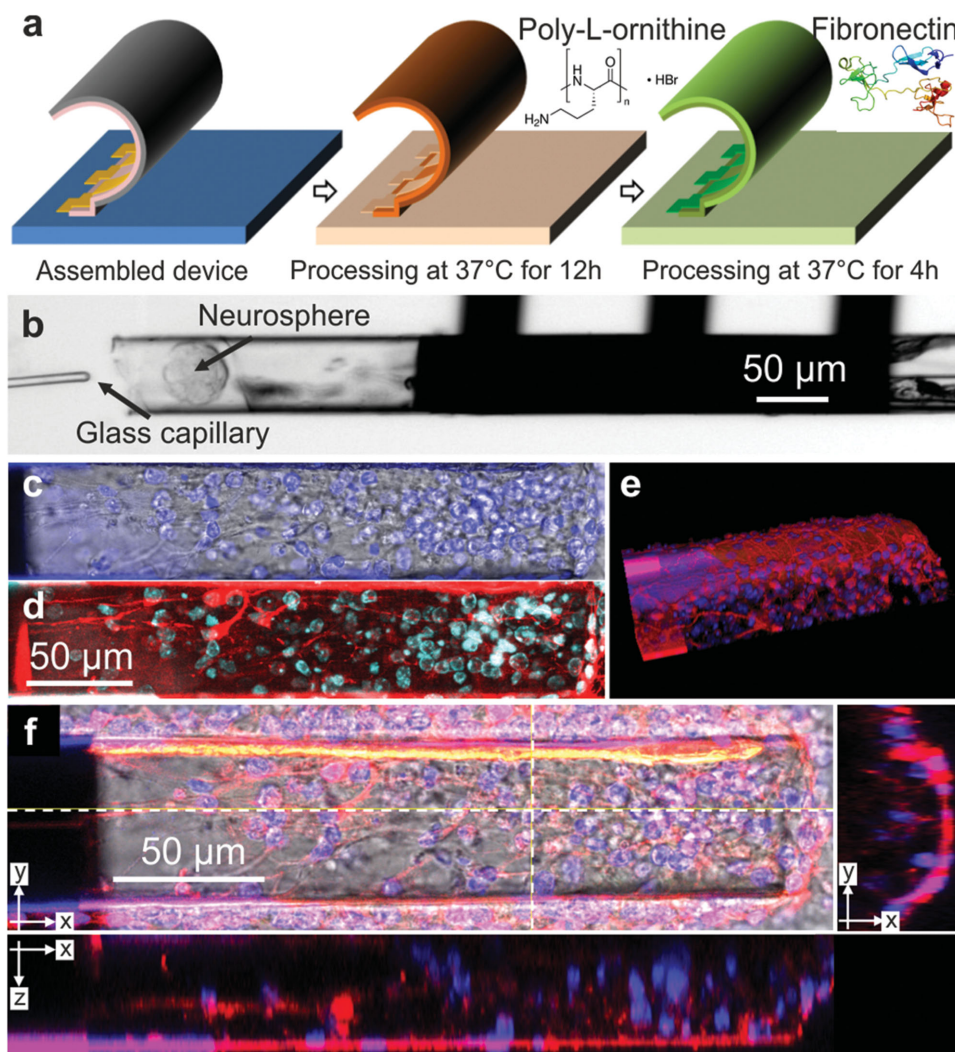 a
Poly-L-ornithine
Fibronectin
H
N
O
n
• HBr
H₂N
Assembled device
Processing at 37°C for 12h
Processing at 37°C for 4h
b
Neurosphere
50 μm
Glass capillary
c
e
d
50 μm
f
50 μm
y
x
y
x
x
z